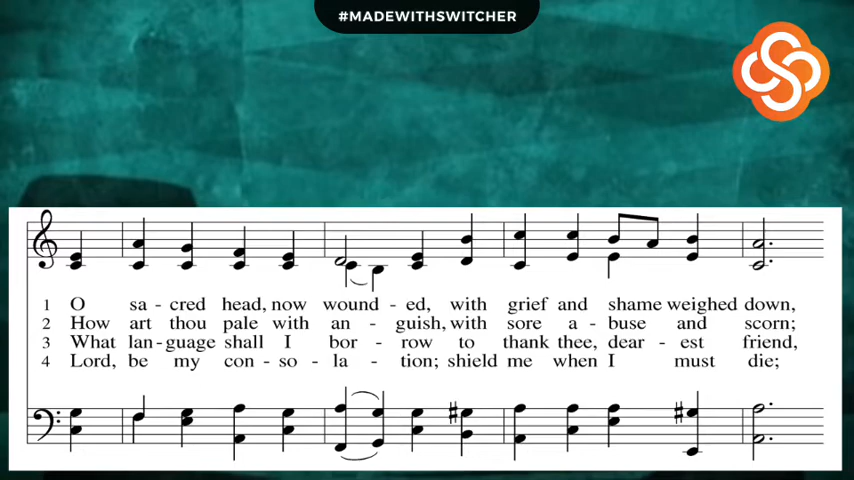 #MADEWITHSWITCHER
1 O sa - cred head, now wound - ed, with grief and shame weighed down,
2 How art thou pale with an - guish, with sore a - buse and scorn;
3 What lan - guage shall I bor - row to thank thee, dear - est friend,
4 Lord, be my con - so - la - tion; shield me when I must die;